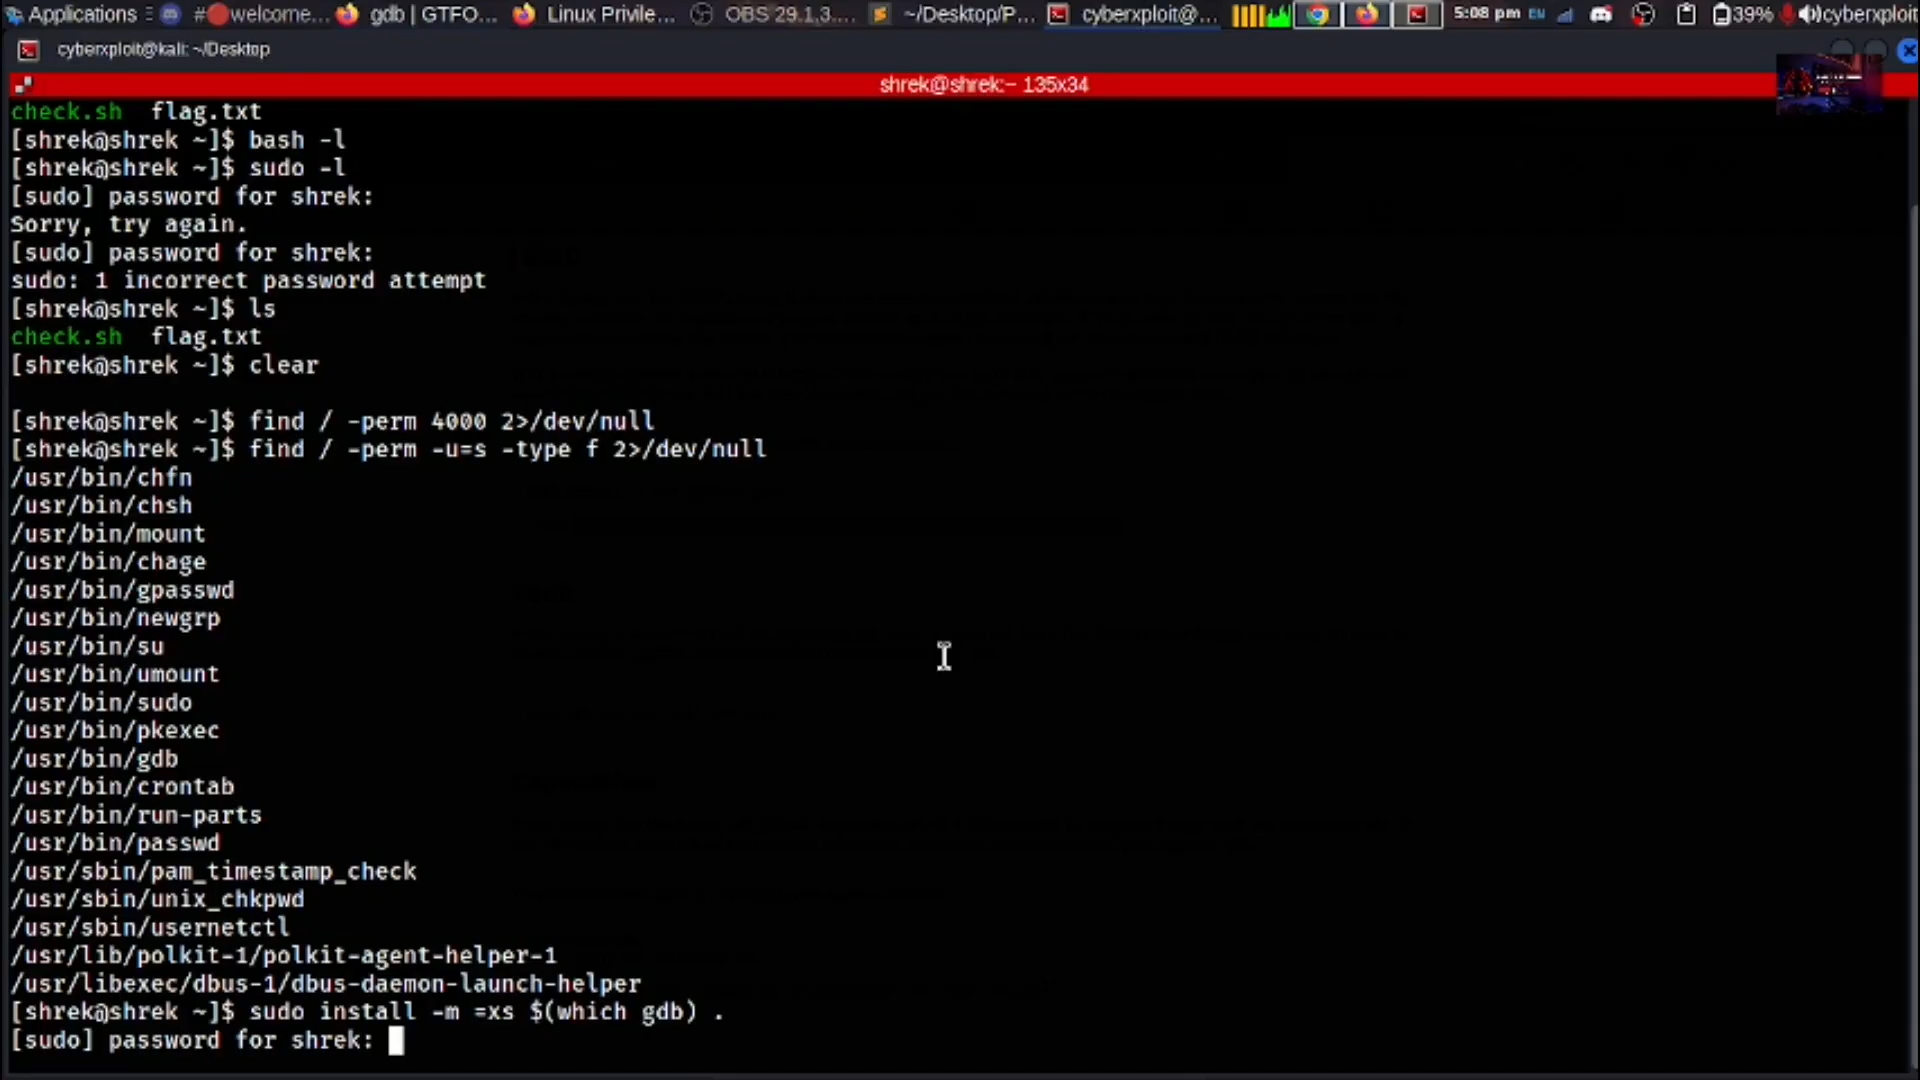 Applications #welcome... gdb | GTFO... Linux Privile... OBS 29.1.3.... ~/Desktop/P... cyberxploit@... 5:08 pm EN 39% cyberxploit
cyberxploit@kali: ~/Desktop
shrek@shrek:~ 135x34
check.sh  flag.txt
[shrek@shrek ~]$ bash -l
[shrek@shrek ~]$ sudo -l
[sudo] password for shrek:
Sorry, try again.
[sudo] password for shrek:
sudo: 1 incorrect password attempt
[shrek@shrek ~]$ ls
check.sh  flag.txt
[shrek@shrek ~]$ clear
[shrek@shrek ~]$ find / -perm 4000 2>/dev/null
[shrek@shrek ~]$ find / -perm -u=s -type f 2>/dev/null
/usr/bin/chfn
/usr/bin/chsh
/usr/bin/mount
/usr/bin/chage
/usr/bin/gpasswd
/usr/bin/newgrp
/usr/bin/su
/usr/bin/umount
/usr/bin/sudo
/usr/bin/pkexec
/usr/bin/gdb
/usr/bin/crontab
/usr/bin/run-parts
/usr/bin/passwd
/usr/sbin/pam_timestamp_check
/usr/sbin/unix_chkpwd
/usr/sbin/usernetctl
/usr/lib/polkit-1/polkit-agent-helper-1
/usr/libexec/dbus-1/dbus-daemon-launch-helper
[shrek@shrek ~]$ sudo install -m =xs $(which gdb) .
[sudo] password for shrek: